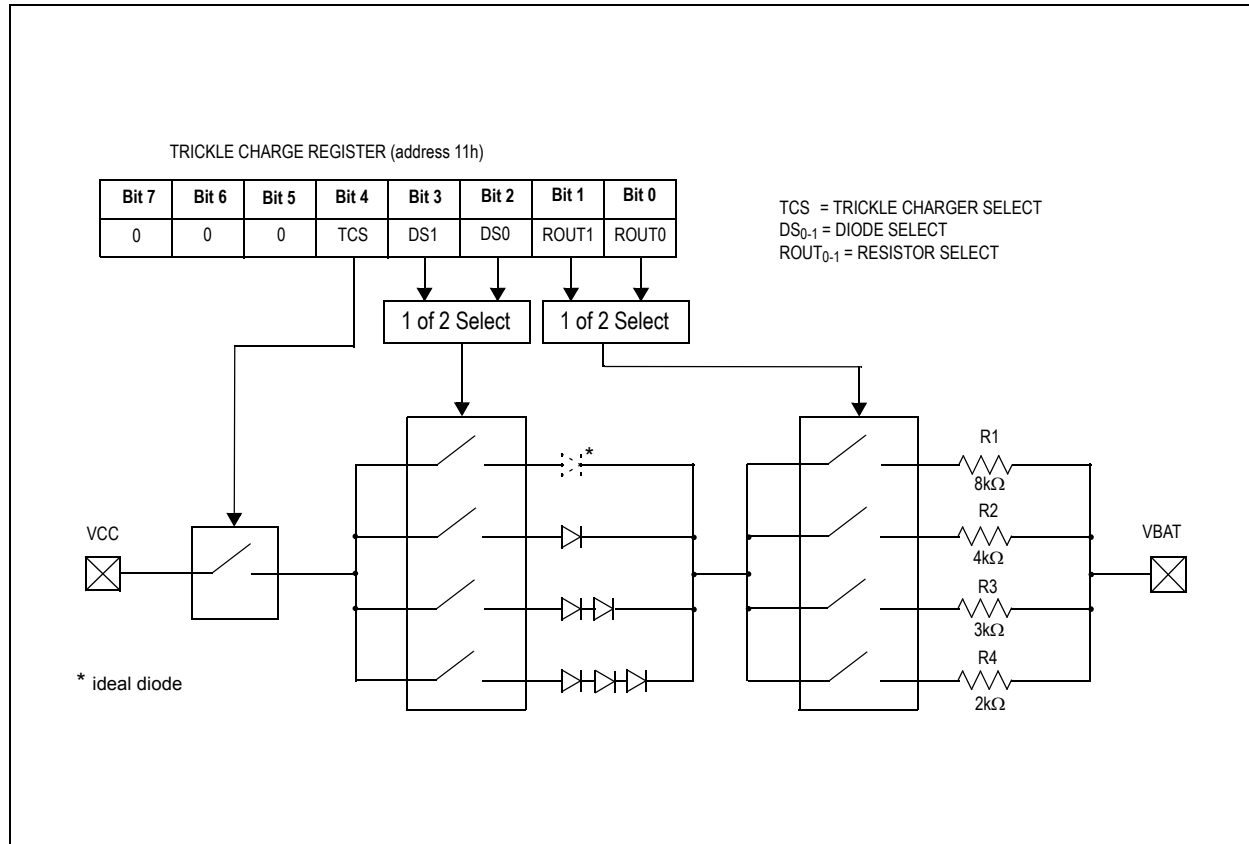 TRICKLE CHARGE REGISTER (address 11h)
Bit 7 Bit 6 Bit 5 Bit 4 Bit 3 Bit 2 Bit 1 Bit 0
0 0 0 TCS DS1 DS0 ROUT1 ROUT0
TCS = TRICKLE CHARGER SELECT
DS0-1 = DIODE SELECT
ROUT0-1 = RESISTOR SELECT
1 of 2 Select 1 of 2 Select
*
R1
8kΩ
R2
4kΩ
R3
3kΩ
R4
2kΩ
VCC
VBAT
* ideal diode